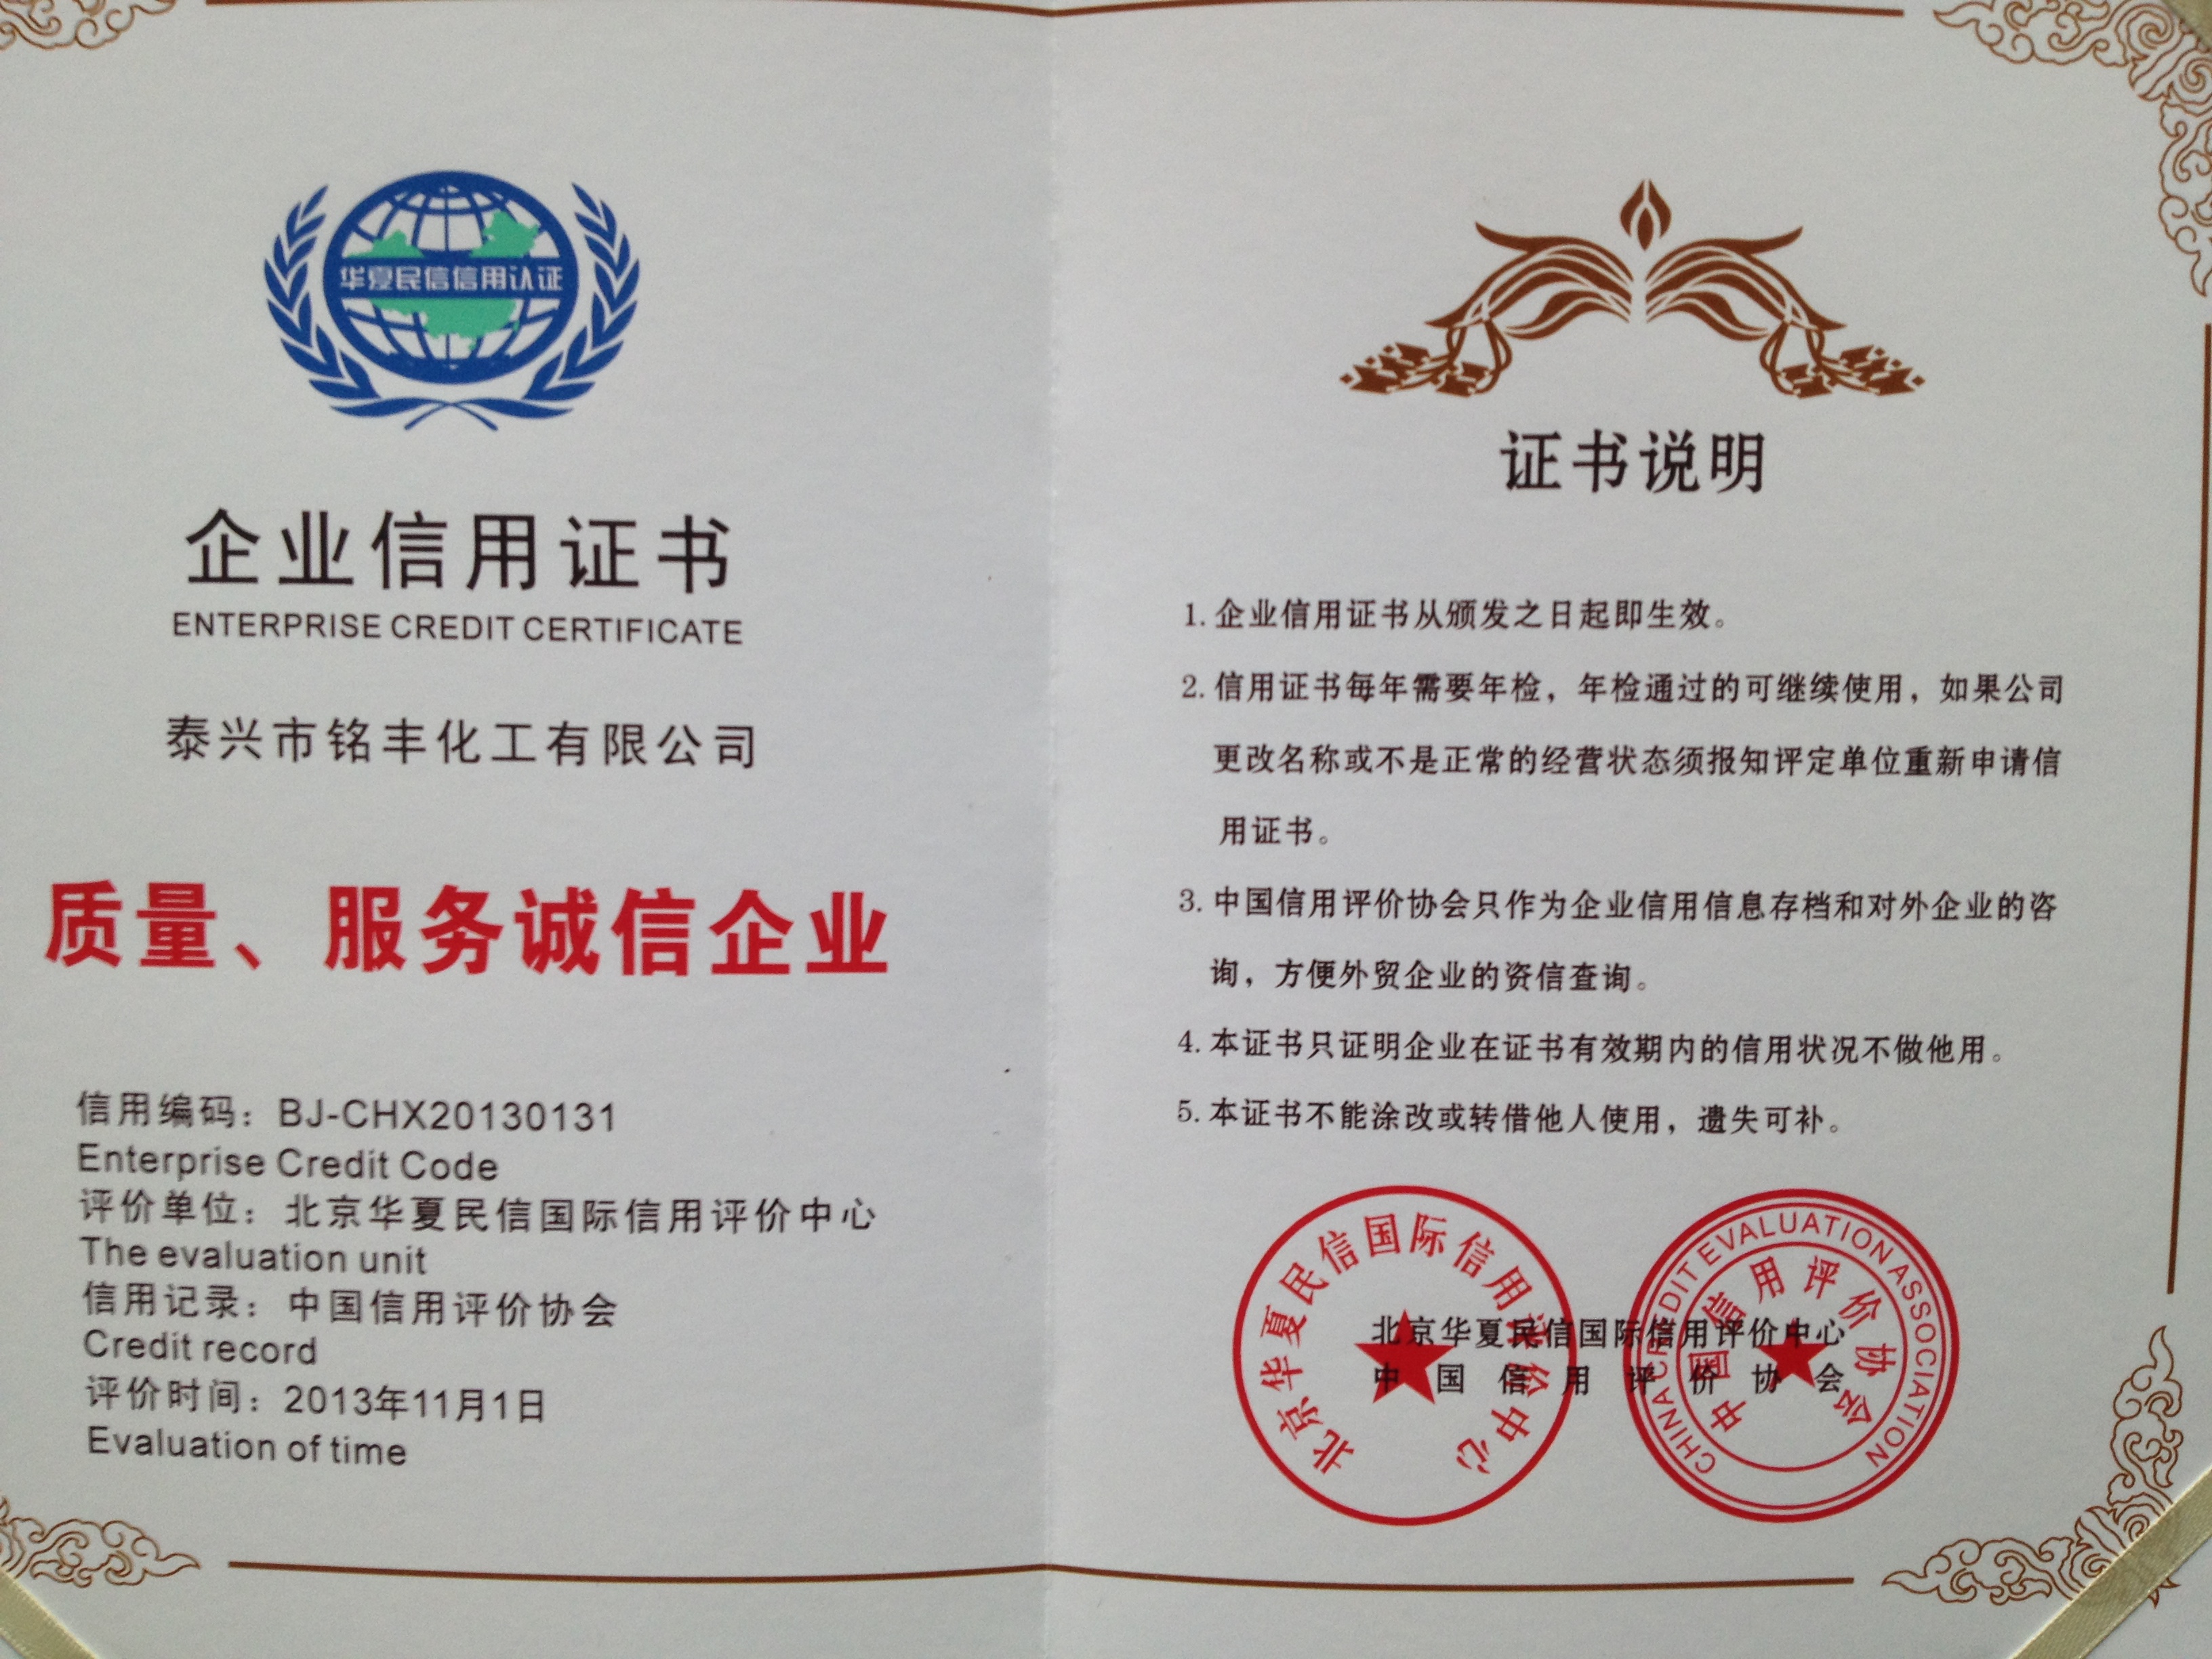 华夏民信信用认证
企业信用证书
ENTERPRISE CREDIT CERTIFICATE
泰兴市铭丰化工有限公司
质量、服务诚信企业
信用编码：BJ-CHX20130131
Enterprise Credit Code
评价单位：北京华夏民信国际信用评价中心
The evaluation unit
信用记录：中国信用评价协会
Credit record
评价时间：2013年11月1日
Evaluation of time
证书说明
1.企业信用证书从颁发之日起即生效。
2.信用证书每年需要年检，年检通过的可继续使用，如果公司
更改名称或不是正常的经营状态须报知评定单位重新申请信
用证书。
3.中国信用评价协会只作为企业信用信息存档和对外企业的咨
询，方便外贸企业的资信查询。
4.本证书只证明企业在证书有效期内的信用状况不做他用。
5.本证书不能涂改或转借他人使用，遗失可补。
北京华夏民信国际信用评价中心
中国信用评价协会
北京华夏民信国际信用评价中心
CHINA CREDIT EVALUATION ASSOCIATION
中国信用评价协会